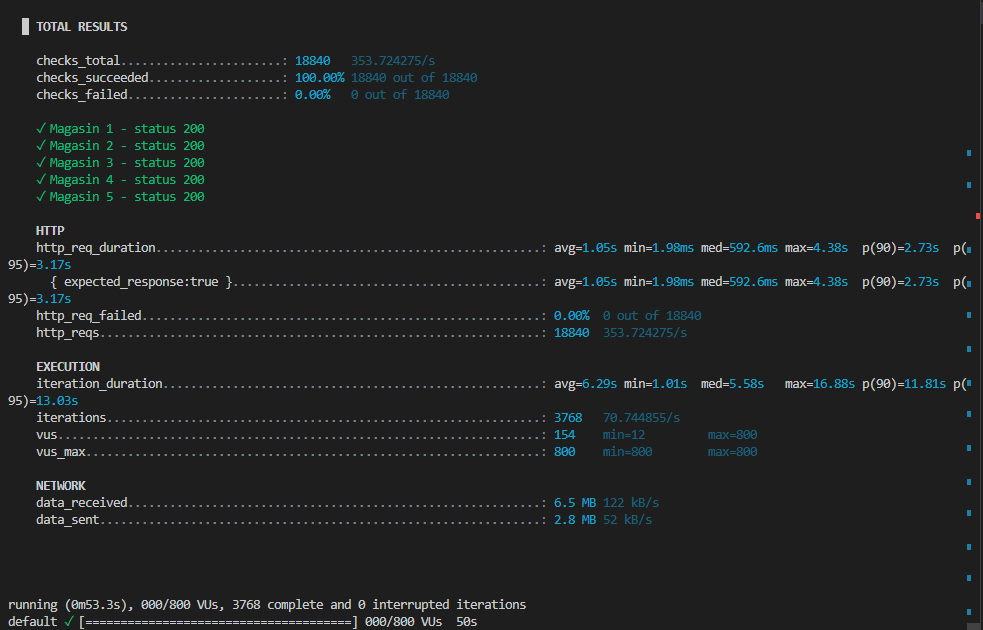 TOTAL RESULTS
checks_total.......................: 18840 353.724275/s
checks_succeeded...................: 100.00% 18840 out of 18840
checks_failed......................: 0.00% 0 out of 18840
✓ Magasin 1 - status 200
✓ Magasin 2 - status 200
✓ Magasin 3 - status 200
✓ Magasin 4 - status 200
✓ Magasin 5 - status 200
HTTP
http_req_duration.......................................................: avg=1.05s min=1.98ms med=592.6ms max=4.38s p(90)=2.73s p(
95)=3.17s
{ expected_response:true }............................................: avg=1.05s min=1.98ms med=592.6ms max=4.38s p(90)=2.73s p(
95)=3.17s
http_req_failed.........................................................: 0.00% 0 out of 18840
http_reqs...............................................................: 18840 353.724275/s
EXECUTION
iteration_duration......................................................: avg=6.29s min=1.01s med=5.58s max=16.88s p(90)=11.81s p(
95)=13.03s
iterations..............................................................: 3768 70.744855/s
vus.....................................................................: 154 min=12 max=800
vus_max.................................................................: 800 min=800 max=800
NETWORK
data_received...........................................................: 6.5 MB 122 kB/s
data_sent...............................................................: 2.8 MB 52 kB/s
running (0m53.3s), 000/800 VUs, 3768 complete and 0 interrupted iterations
default ✓ [======================================] 000/800 VUs 50s